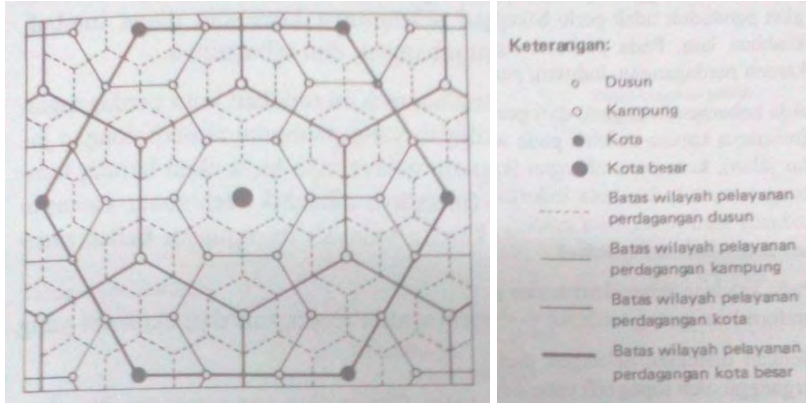 Keterangan:
Dusun
Kampung
Kota
Kota besar
Batas wilayah pelayanan
perdagangan dusun
Batas wilayah pelayanan
perdagangan kampung
Batas wilayah pelayanan
perdagangan kota
Batas wilayah pelayanan
perdagangan kota besar